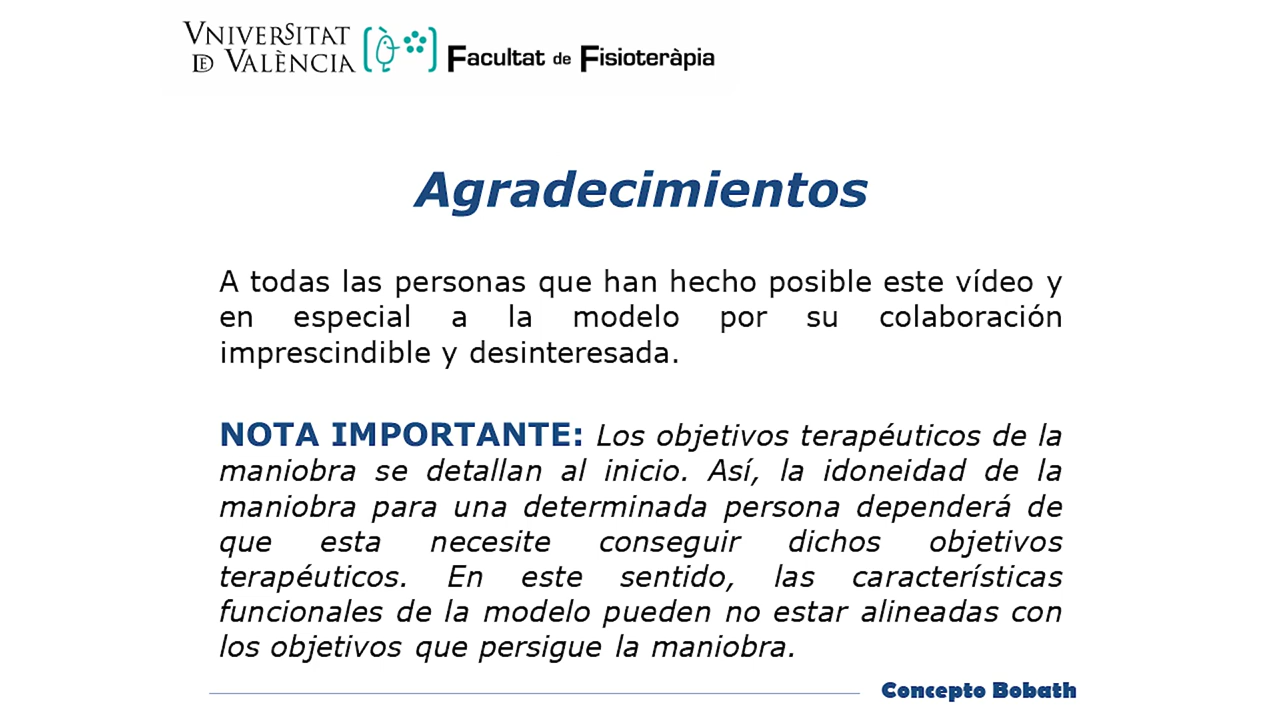 VNIVERSITAT
DE VALÈNCIA
Facultat de Fisioteràpia
Agradecimientos
A todas las personas que han hecho posible este vídeo y
en especial a la modelo por su colaboración
imprescindible y desinteresada.
NOTA IMPORTANTE: Los objetivos terapéuticos de la
maniobra se detallan al inicio. Así, la idoneidad de la
maniobra para una determinada persona dependerá de
que esta necesite conseguir dichos objetivos
terapéuticos. En este sentido, las características
funcionales de la modelo pueden no estar alineadas con
los objetivos que persigue la maniobra.
Concepto Bobath